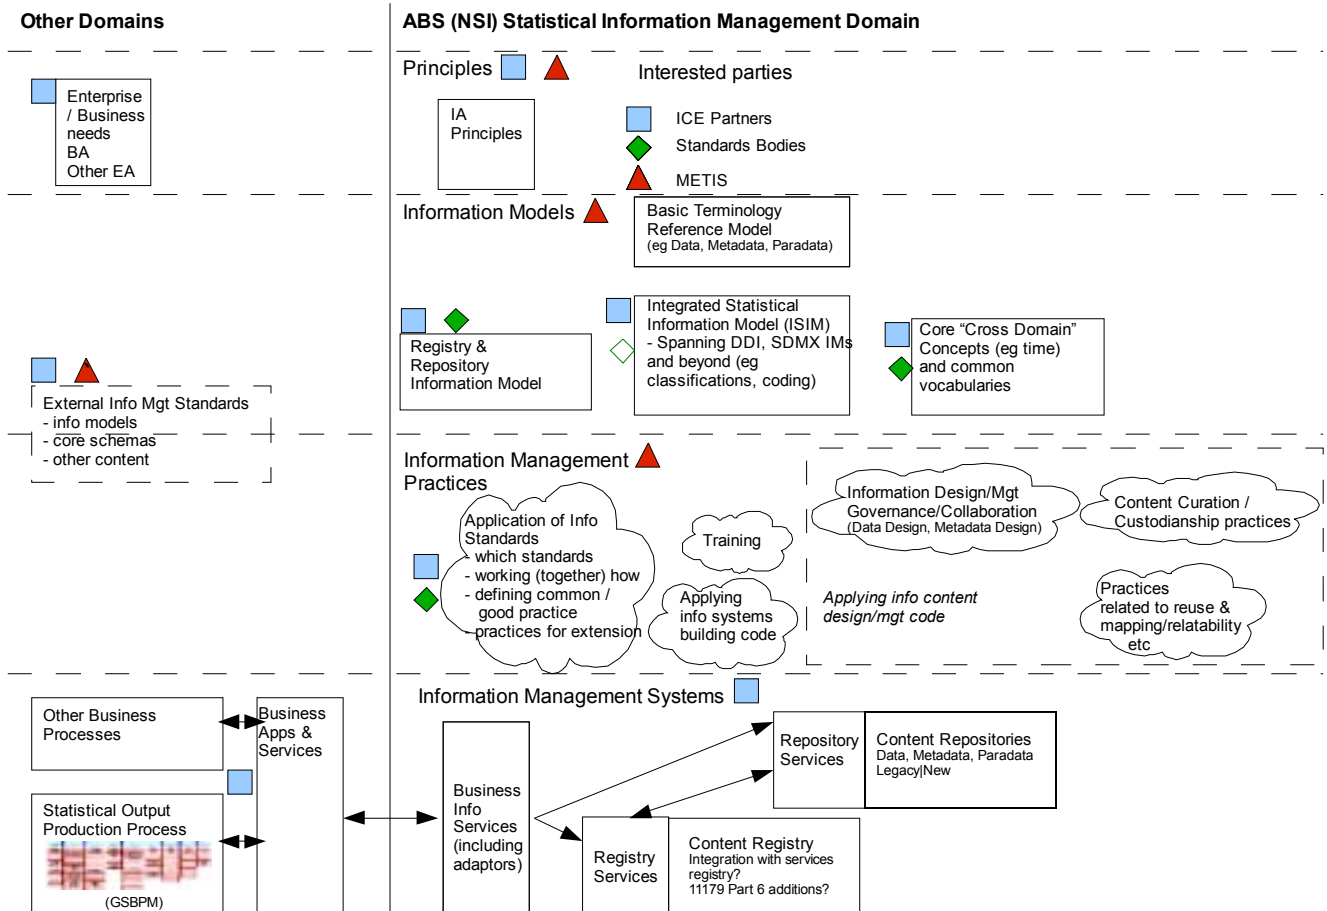 Other Domains
ABS (NSI) Statistical Information Management Domain
Enterprise
/ Business
needs
BA
Other EA
Principles
IA
Principles
Interested parties
ICE Partners
Standards Bodies
METIS
Information Models
Basic Terminology
Reference Model
(eg Data, Metadata, Paradata)
Registry &
Repository
Information Model
Integrated Statistical
Information Model (ISIM)
- Spanning DDI, SDMX IMs
and beyond (eg
classifications, coding)
Core “Cross Domain”
Concepts (eg time)
and common
vocabularies
External Info Mgt Standards
- info models
- core schemas
- other content
Information Management
Practices
Application of Info
Standards
- which standards
- working (together) how
- defining common /
good practice
- practices for extension
Training
Applying
info systems
building code
Information Design/Mgt
Governance/Collaboration
(Data Design, Metadata Design)
Content Curation /
Custodianship practices
Applying info content
design/mgt code
Practices
related to reuse &
mapping/relatability
etc
Information Management Systems
Other Business
Processes
Business
Apps &
Services
Statistical Output
Production Process
(GSBPM)
Business
Info
Services
(including
adaptors)
Repository
Services
Content Repositories
Data, Metadata, Paradata
Legacy|New
Registry
Services
Content Registry
Integration with services
registry?
11179 Part 6 additions?